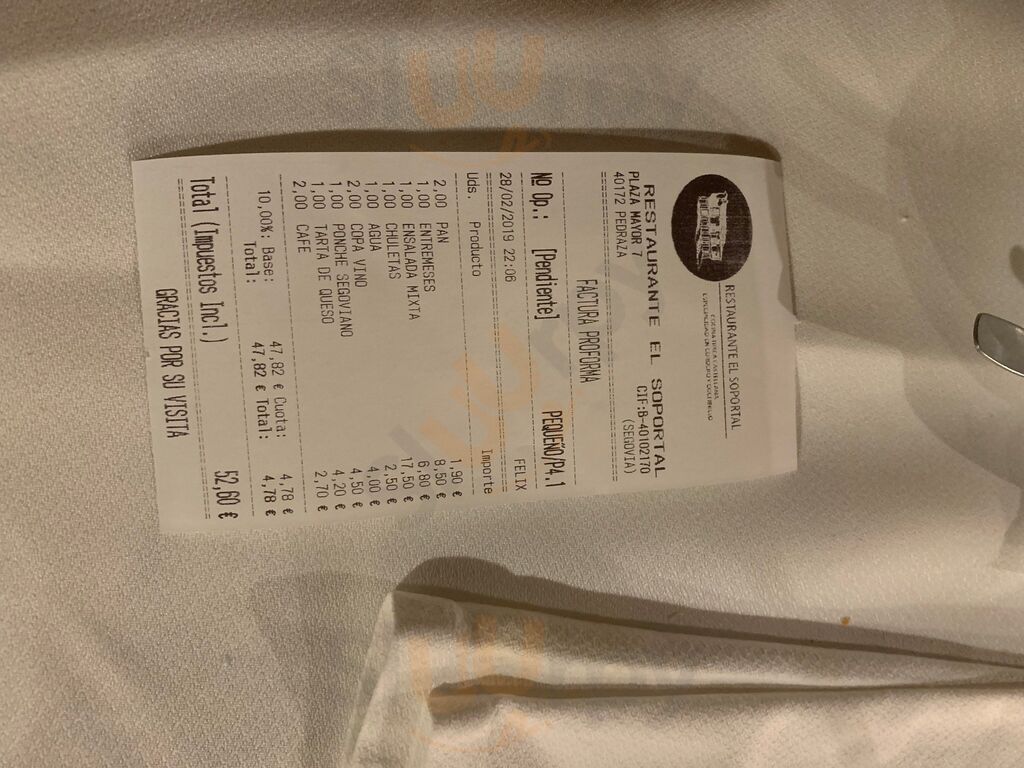 RESTAURANTE EL SOPORTAL
COCINA TIPICA CASTELLANA
RESTAURANTE EL SOPORTAL
PLAZA MAYOR 7 CIF:B-40102170
40172 PEDRAZA (SEGOVIA)
FACTURA PROFORMA
NO Op.: [Pendiente] PEQUEÑO/P4.1
28/02/2019 22:06 FELIX
Uds. Producto Importe
2,00 PAN 1,90 €
1,00 ENTREMESES 8,50 €
1,00 ENSALADA MIXTA 6,80 €
1,00 CHULETAS 17,50 €
1,00 AGUA 2,50 €
2,00 COPA VINO 4,00 €
1,00 PONCHE SEGOVIANO 4,50 €
1,00 TARTA DE QUESO 4,20 €
2,00 CAFE 2,70 €
10,00%: Base: 47,82 € Cuota: 4,78 €
Total: 47,82 € Total: 4,78 €
Total (Impuestos Incl.) 52,60 €
GRACIAS POR SU VISITA